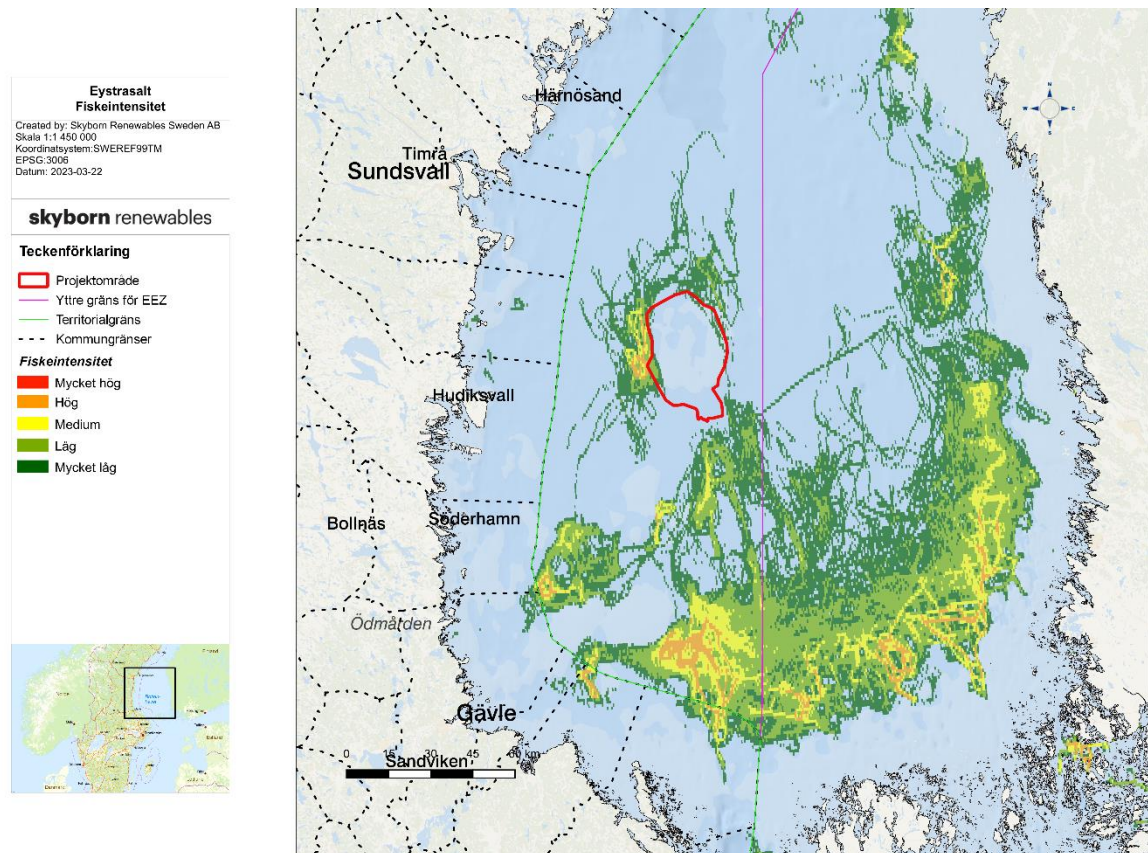 Eystrasalt
Fiskeintensitet
Created by: Skyborn Renewables Sweden AB
Skala 1:1 450 000
Koordinatsystem:SWEREF99TM
EPSG:3006
Datum: 2023-03-22
skyborn renewables
Teckenförklaring
Projektområde
Yttre gräns för EEZ
Territorialgräns
Kommungränser
Fiskeintensitet
Mycket hög
Hög
Medium
Låg
Mycket låg
Härnösand
Timrå
Sundsvall
Hudiksvall
Bollnäs
Söderhamn
Ödmården
Gävle
0 15 30 45 60 km
Sandviken
N
W E
S